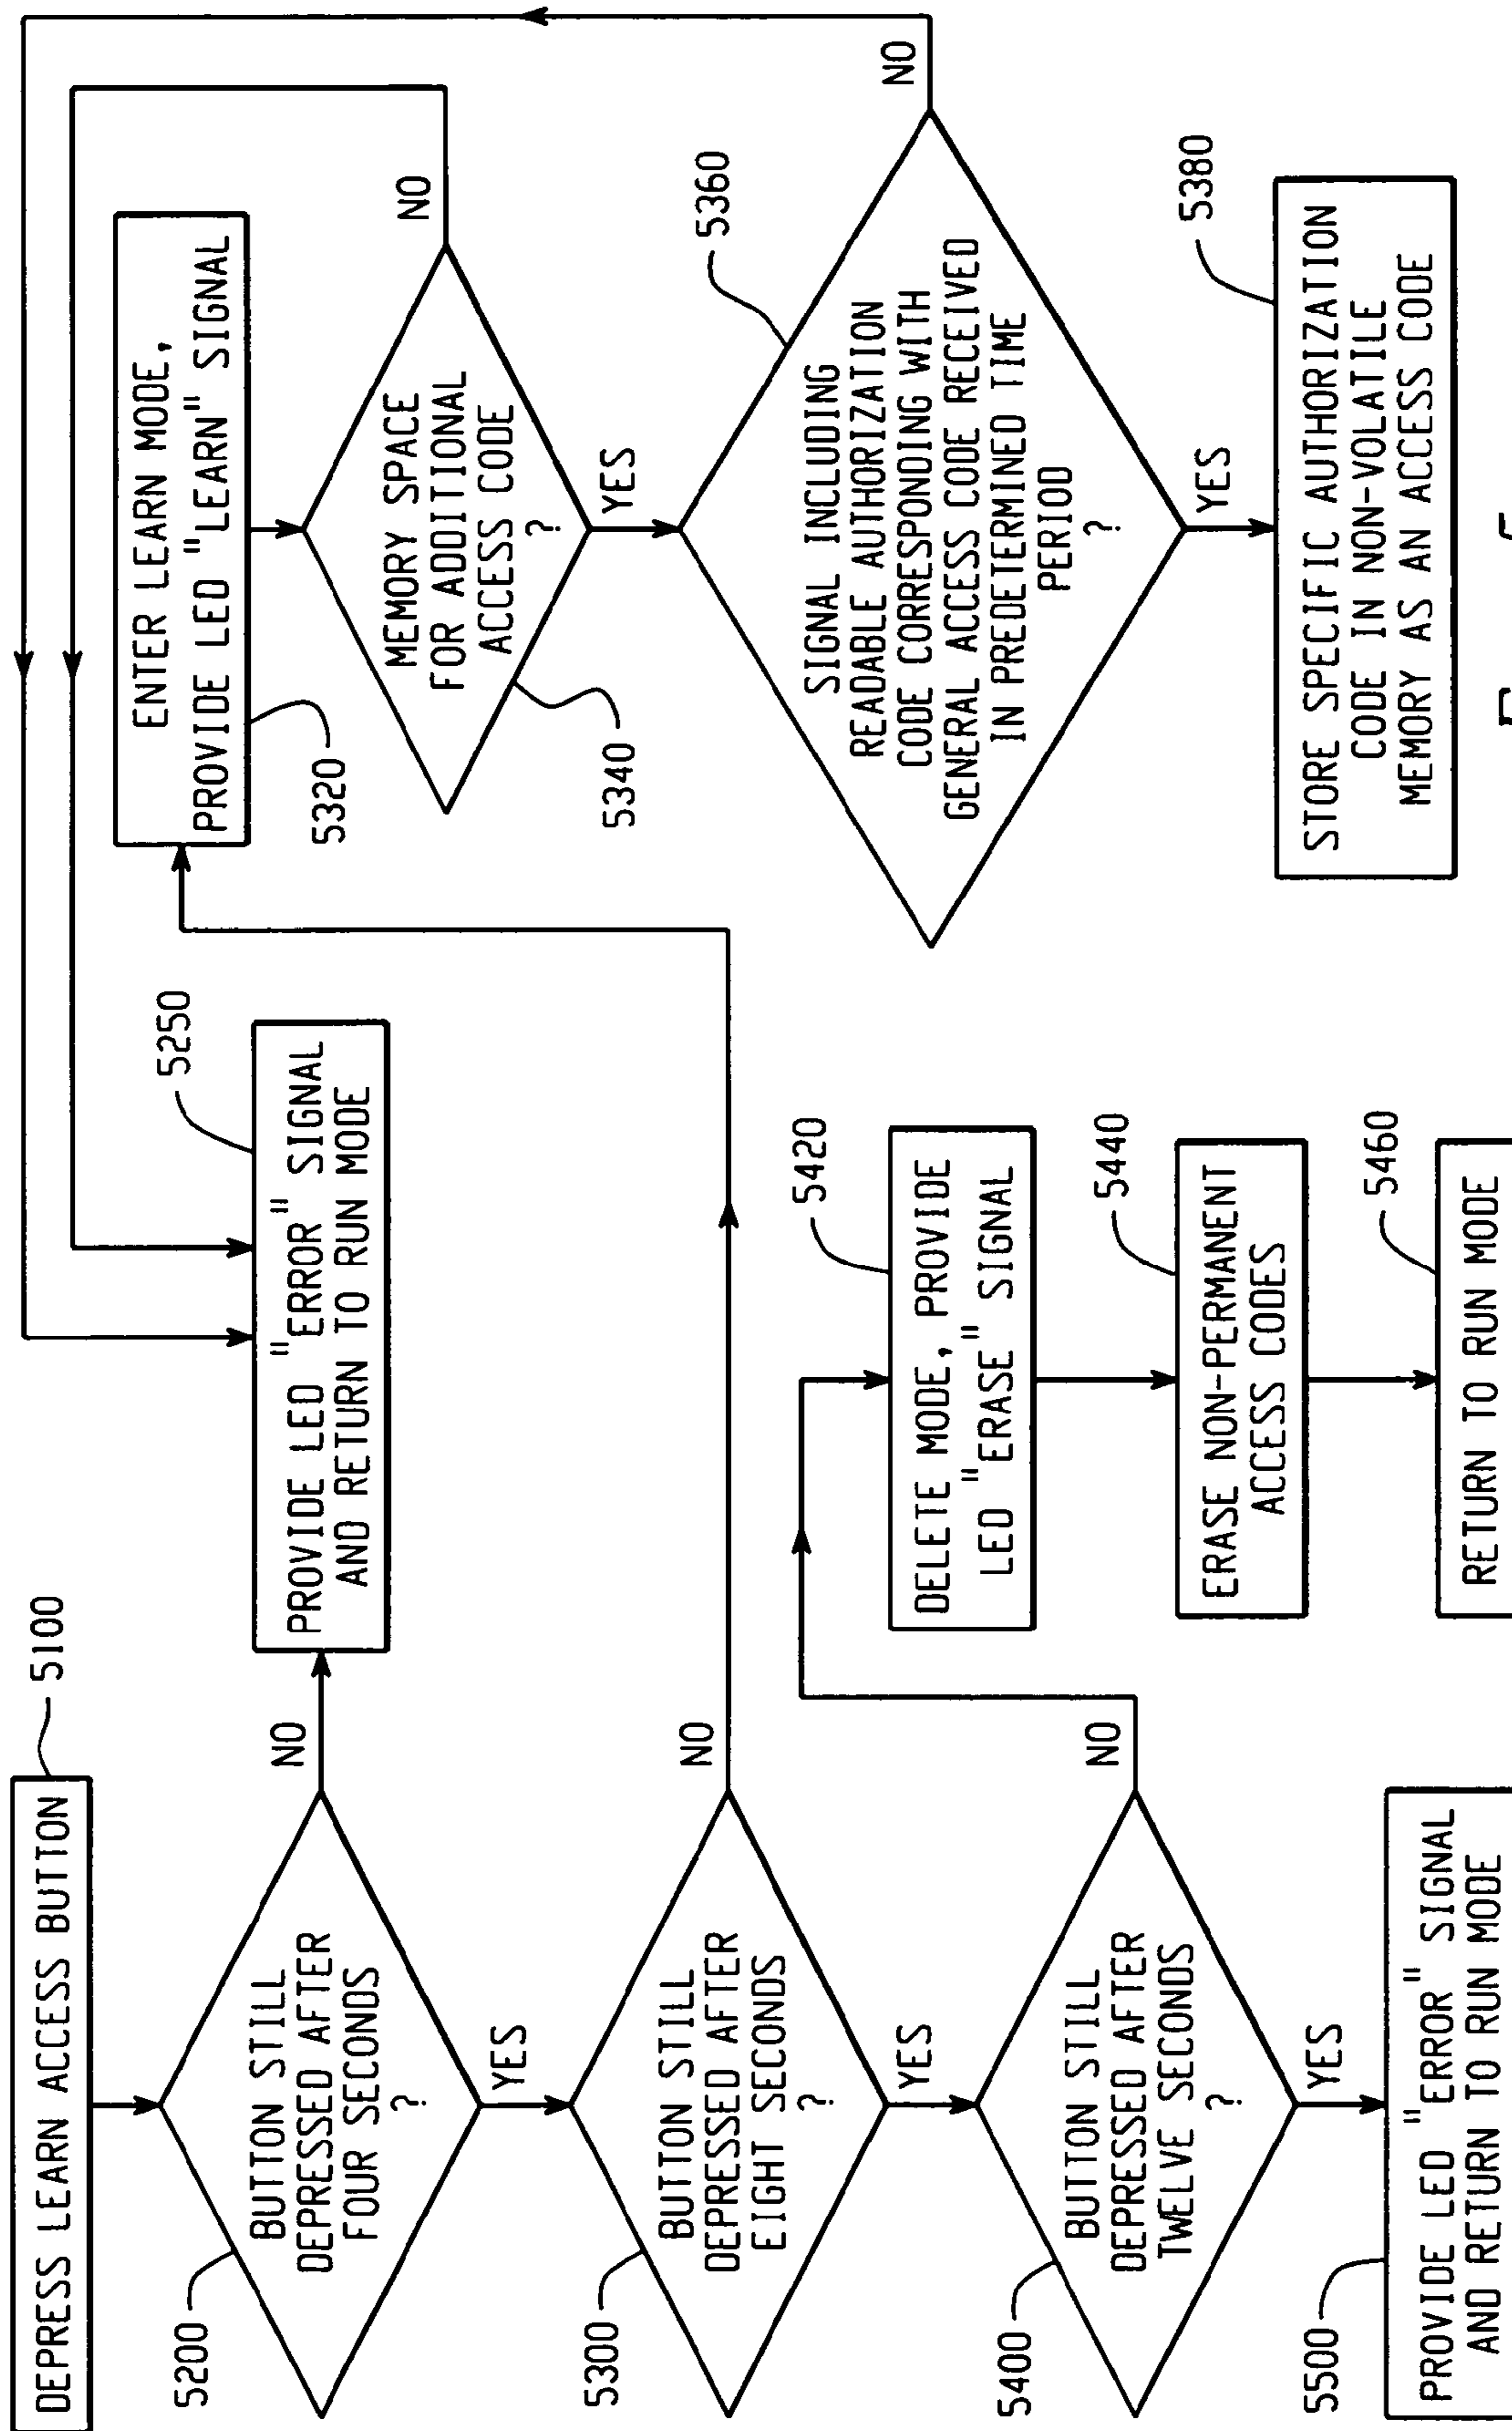 DEPRESS LEARN ACCESS BUTTON
5100
5200
BUTTON STILL
DEPRESSED AFTER
FOUR SECONDS
?
NO
YES
5250
PROVIDE LED "ERROR" SIGNAL
AND RETURN TO RUN MODE
5300
BUTTON STILL
DEPRESSED AFTER
EIGHT SECONDS
?
NO
YES
ENTER LEARN MODE,
PROVIDE LED "LEARN" SIGNAL
5320
MEMORY SPACE
FOR ADDITIONAL
ACCESS CODE
?
NO
5340
YES
5360
SIGNAL INCLUDING
READABLE AUTHORIZATION
CODE CORRESPONDING WITH
GENERAL ACCESS CODE RECEIVED
IN PREDETERMINED TIME
PERIOD
?
NO
YES
5380
STORE SPECIFIC AUTHORIZATION
CODE IN NON-VOLATILE
MEMORY AS AN ACCESS CODE
5400
BUTTON STILL
DEPRESSED AFTER
TWELVE SECONDS
?
NO
YES
5420
DELETE MODE, PROVIDE
LED "ERASE" SIGNAL
5440
ERASE NON-PERMANENT
ACCESS CODES
5460
RETURN TO RUN MODE
5500
PROVIDE LED "ERROR" SIGNAL
AND RETURN TO RUN MODE